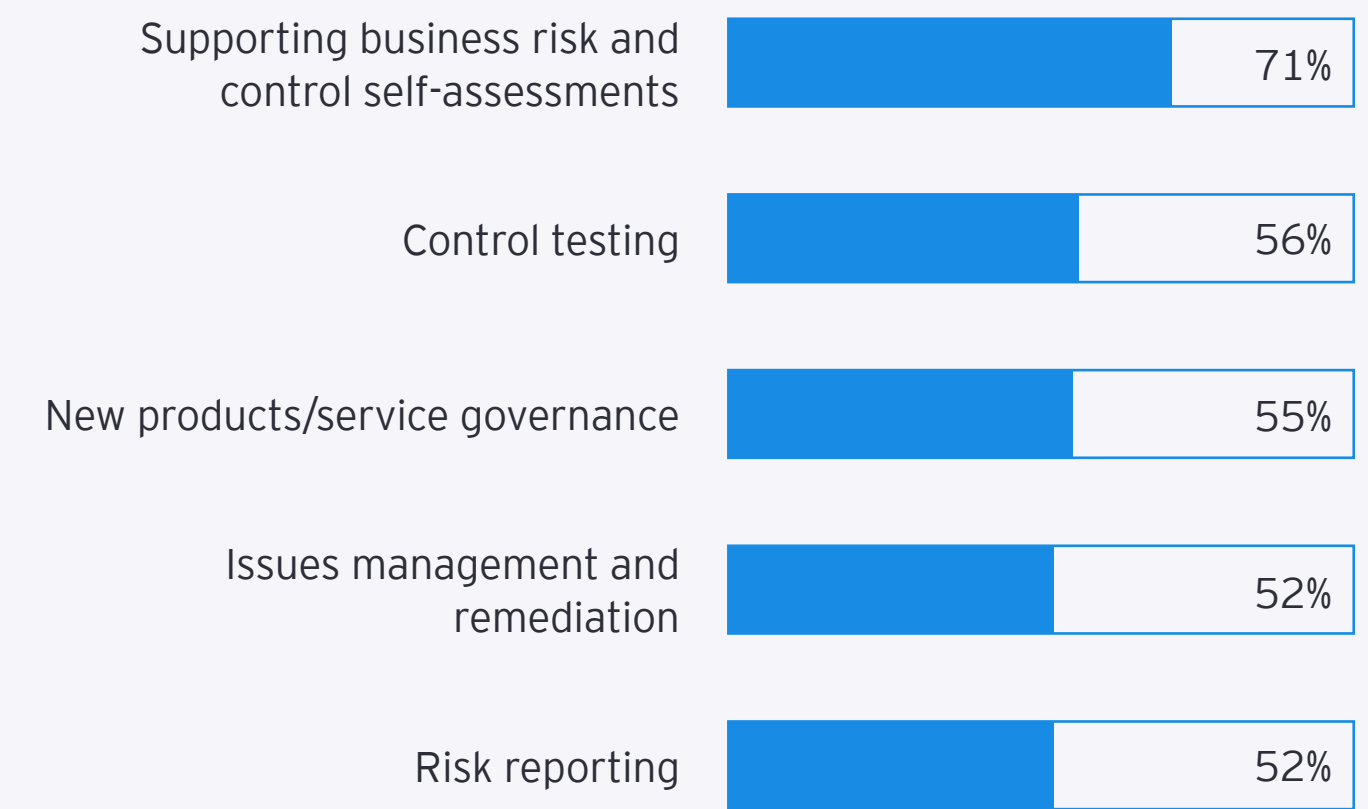 Supporting business risk and
control self-assessments
71%
Control testing
56%
New products/service governance
55%
Issues management and
remediation
52%
Risk reporting
52%